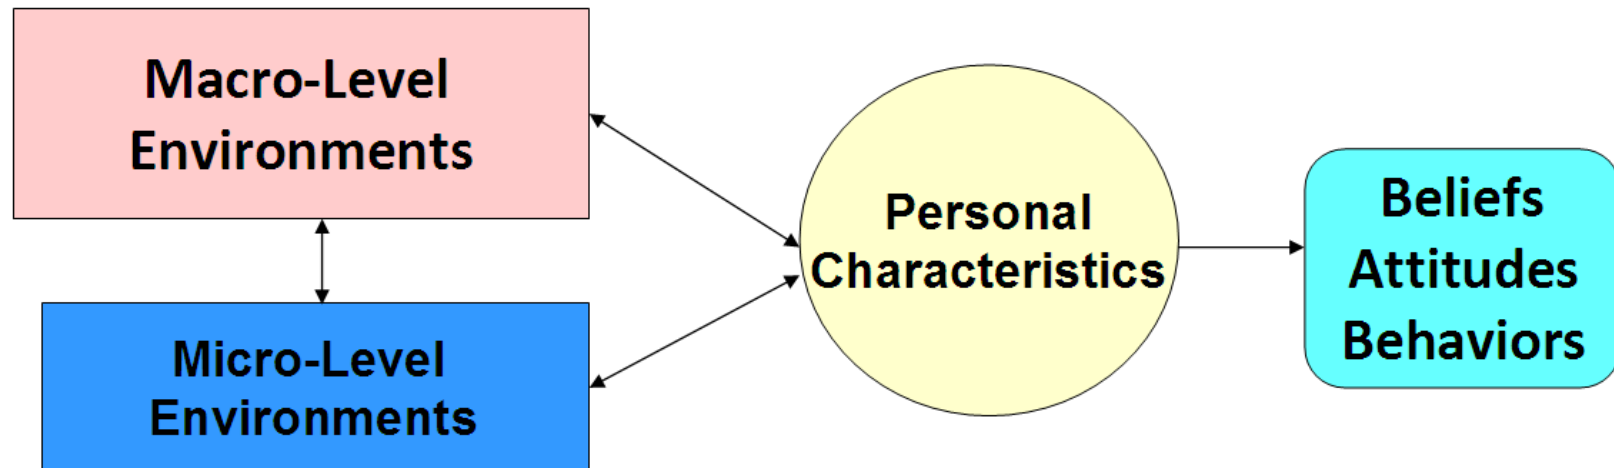 Macro-Level
Environments
Micro-Level
Environments
Personal
Characteristics
Beliefs
Attitudes
Behaviors